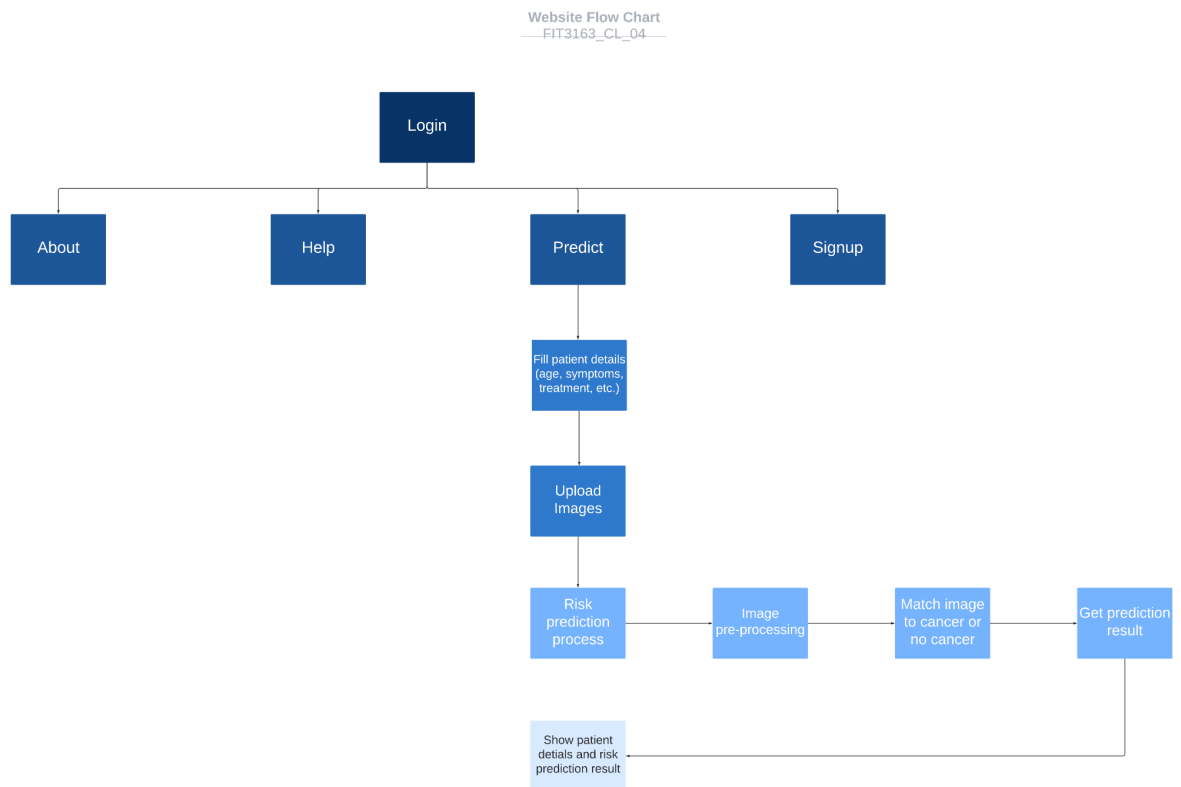 Website Flow Chart
FIT3163_CL_04
Login
About
Help
Predict
Signup
Fill patient details
(age, symptoms,
treatment, etc.)
Upload
Images
Risk
prediction
process
Image
pre-processing
Match image
to cancer or
no cancer
Get prediction
result
Show patient
detials and risk
prediction result